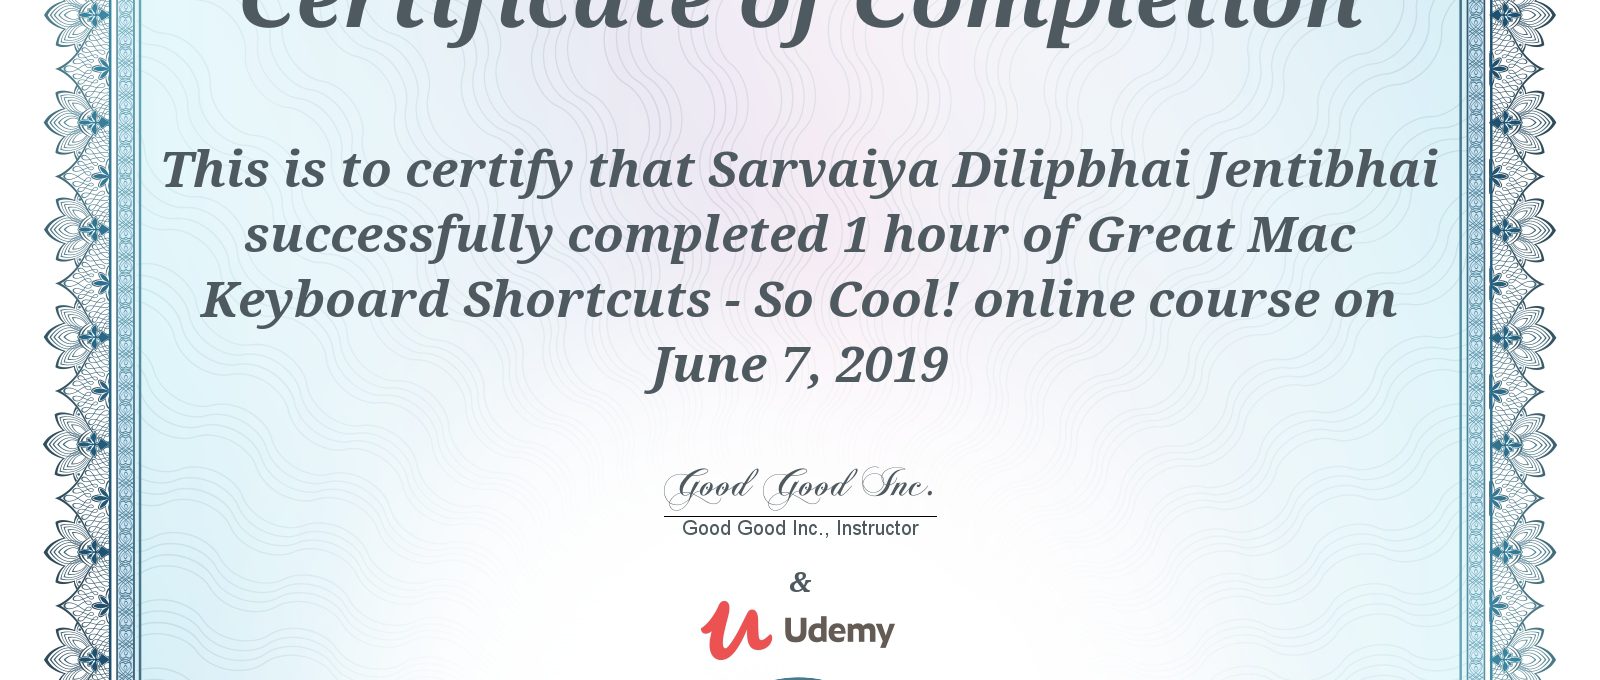 Certificate of Completion
This is to certify that Sarvaiya Dilipbhai Jentibhai
successfully completed 1 hour of Great Mac
Keyboard Shortcuts - So Cool! online course on
June 7, 2019
Good Good Inc.
Good Good Inc., Instructor
&
Udemy